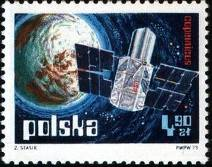 copernicus
polska
4,90 zł
Z. STASIK
PWPW 73